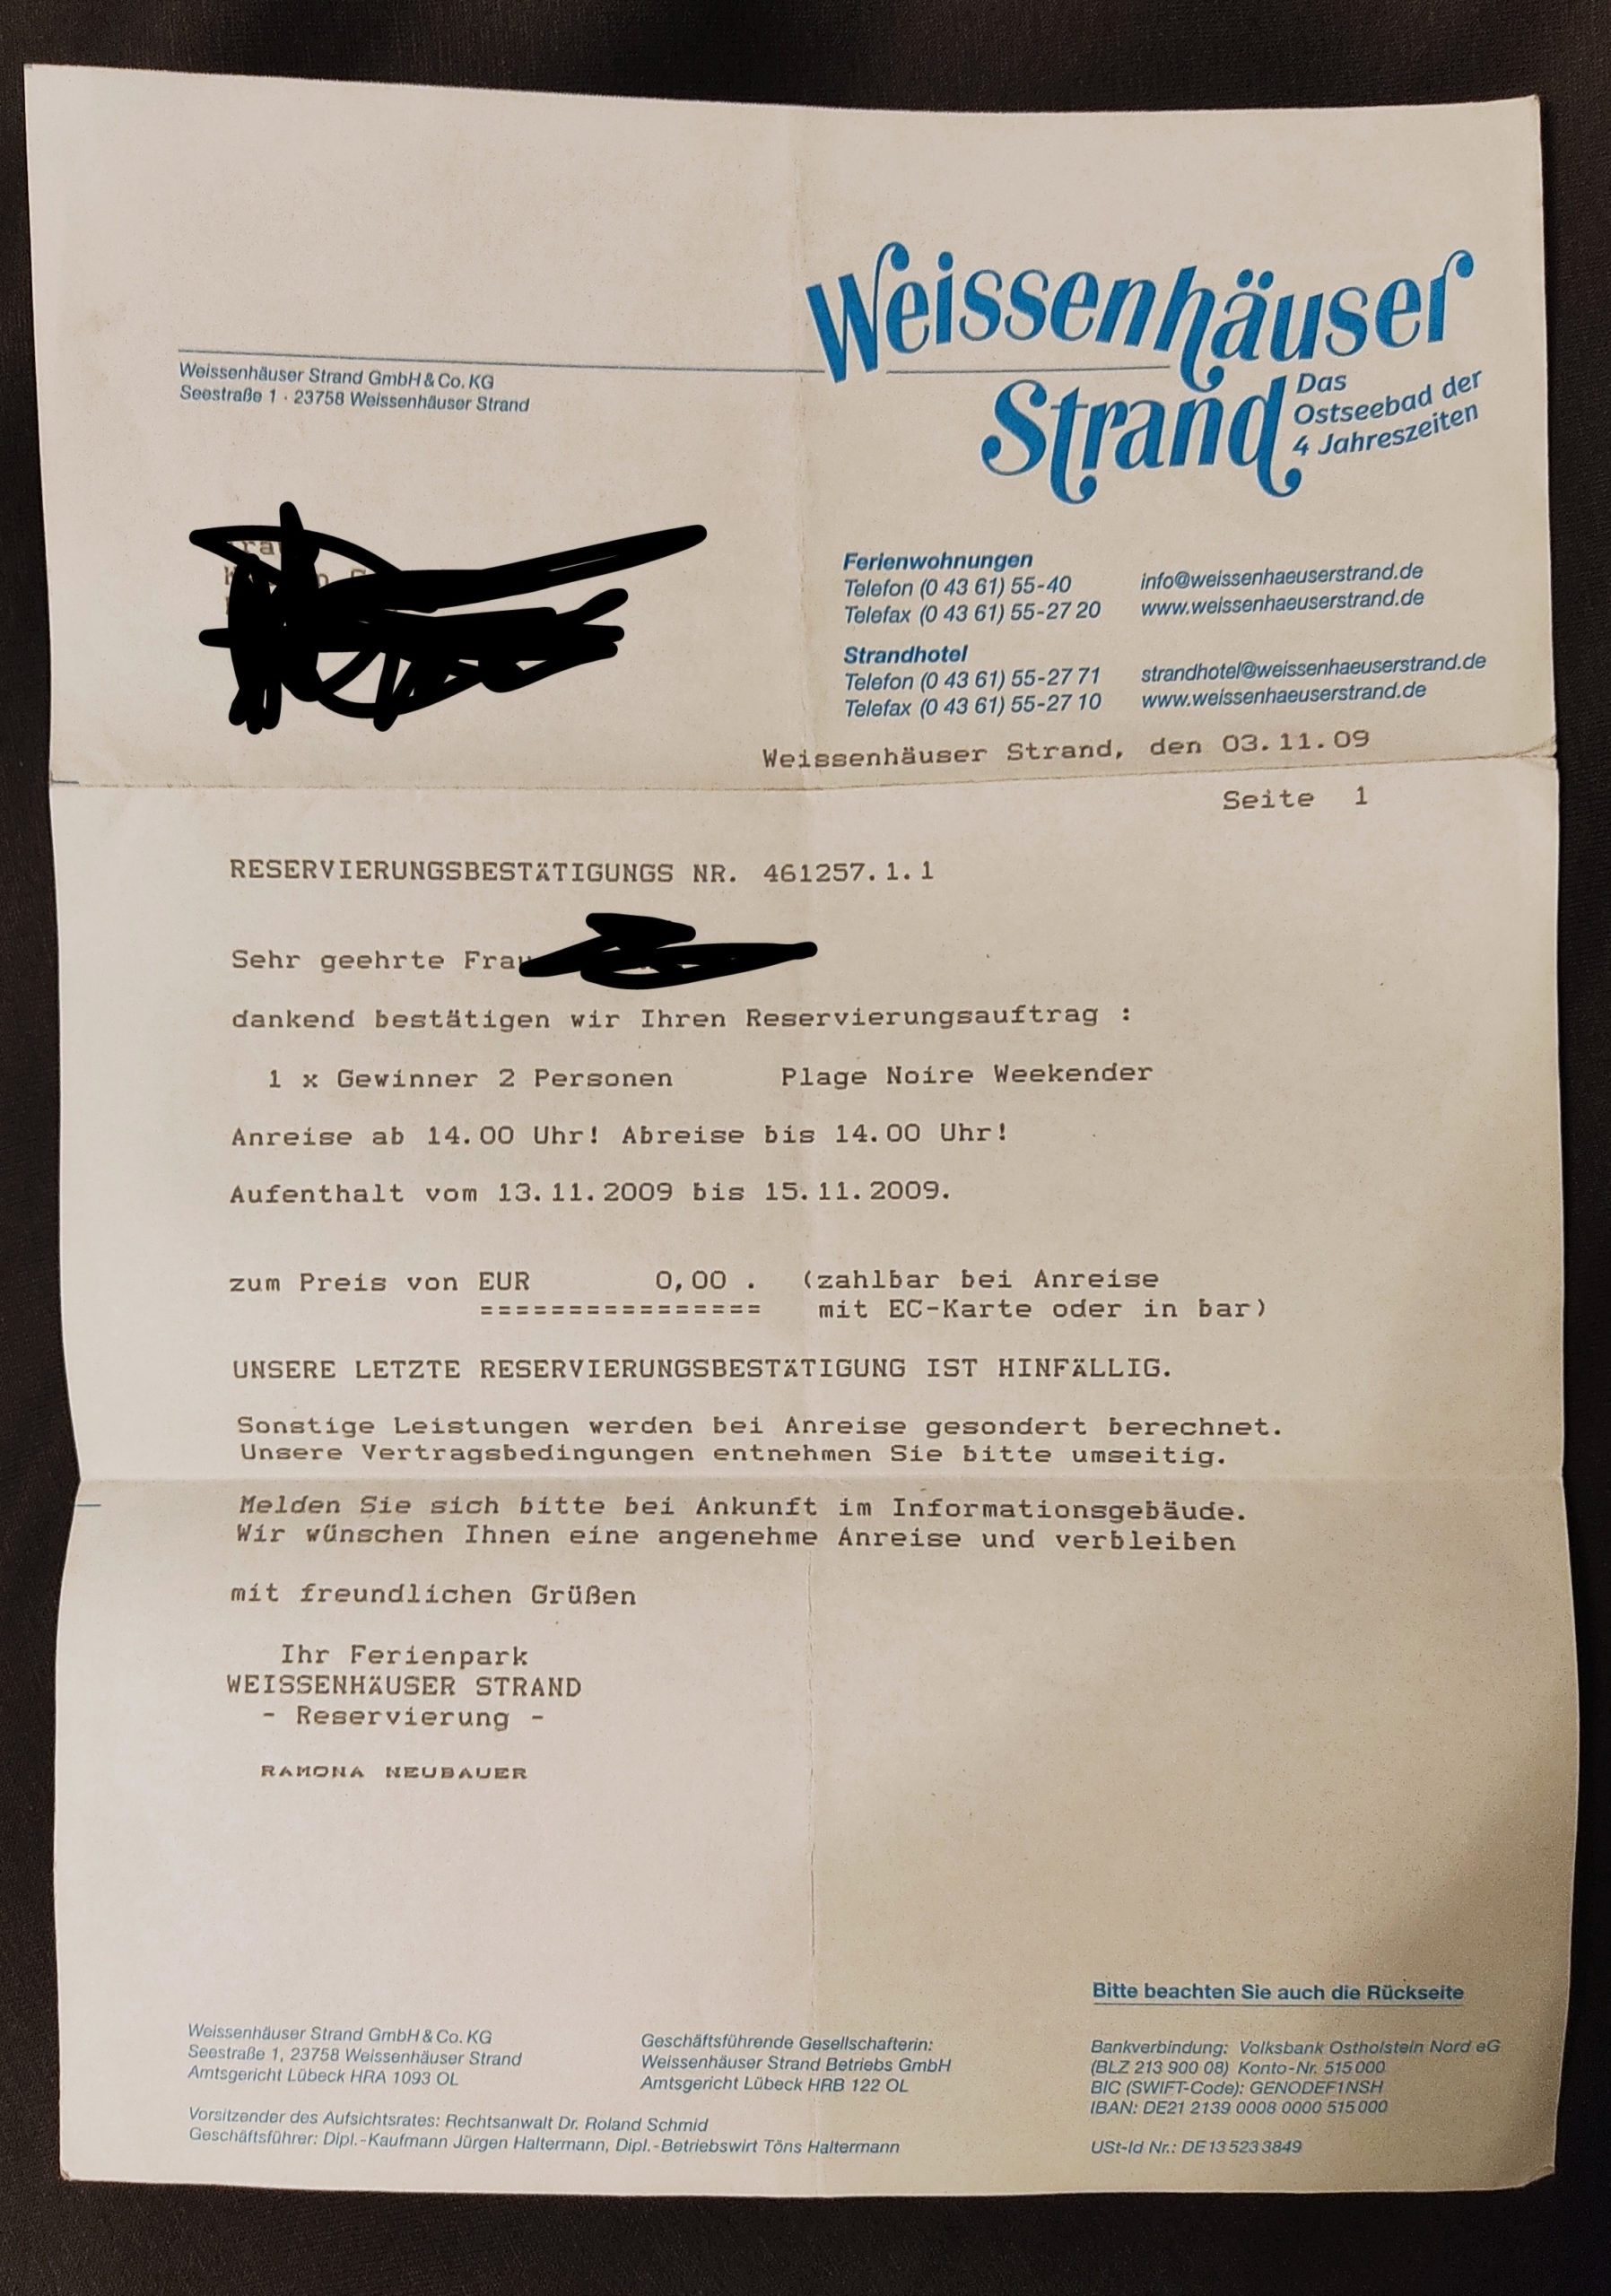 Weissenhäuser
Strand
Das
Ostseebad der
4 Jahreszeiten
Weissenhäuser Strand GmbH & Co. KG
Seestraße 1 · 23758 Weissenhäuser Strand
Ferienwohnungen
Telefon (0 43 61) 55-40 info@weissenhaeuserstrand.de
Telefax (0 43 61) 55-27 20 www.weissenhaeuserstrand.de
Strandhotel
Telefon (0 43 61) 55-27 71 strandhotel@weissenhaeuserstrand.de
Telefax (0 43 61) 55-27 10 www.weissenhaeuserstrand.de
Weissenhäuser Strand, den 03.11.09
Seite 1
RESERVIERUNGSBESTÄTIGUNGS NR. 461257.1.1
Sehr geehrte Frau
dankend bestätigen wir Ihren Reservierungsauftrag :
1 x Gewinner 2 Personen Plage Noire Weekender
Anreise ab 14.00 Uhr! Abreise bis 14.00 Uhr!
Aufenthalt vom 13.11.2009 bis 15.11.2009.
zum Preis von EUR 0,00 . (zahlbar bei Anreise
================ mit EC-Karte oder in bar)
UNSERE LETZTE RESERVIERUNGSBESTÄTIGUNG IST HINFÄLLIG.
Sonstige Leistungen werden bei Anreise gesondert berechnet.
Unsere Vertragsbedingungen entnehmen Sie bitte umseitig.
Melden Sie sich bitte bei Ankunft im Informationsgebäude.
Wir wünschen Ihnen eine angenehme Anreise und verbleiben
mit freundlichen Grüßen
Ihr Ferienpark
WEISSENHÄUSER STRAND
- Reservierung -
RAMONA NEUBAUER
Bitte beachten Sie auch die Rückseite
Weissenhäuser Strand GmbH & Co. KG
Seestraße 1, 23758 Weissenhäuser Strand
Amtsgericht Lübeck HRA 1093 OL
Vorsitzender des Aufsichtsrates: Rechtsanwalt Dr. Roland Schmid
Geschäftsführer: Dipl.-Kaufmann Jürgen Haltermann, Dipl.-Betriebswirt Töns Haltermann
Geschäftsführende Gesellschafterin:
Weissenhäuser Strand Betriebs GmbH
Amtsgericht Lübeck HRB 122 OL
Bankverbindung: Volksbank Ostholstein Nord eG
(BLZ 213 900 08) Konto-Nr. 515 000
BIC (SWIFT-Code): GENODEF1NSH
IBAN: DE21 2139 0008 0000 515 000
USt-Id Nr.: DE 13 523 3849